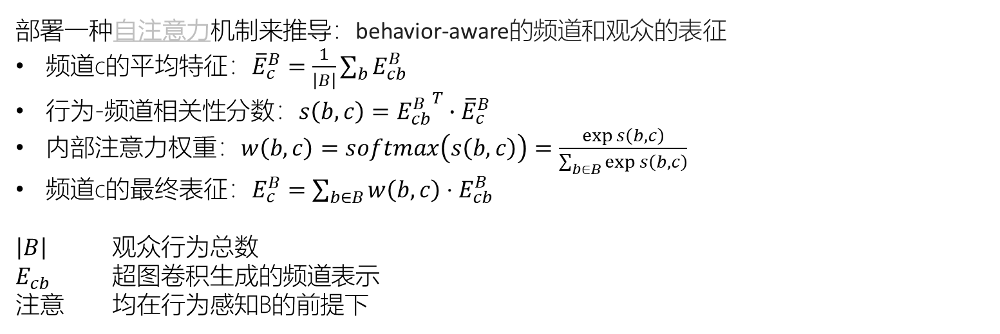 部署一种自注意力机制来推导：behavior-aware的频道和观众的表征
• 频道c的平均特征：$\bar{E}_c^B = \frac{1}{|B|}\sum_b E_{cb}^B$
• 行为-频道相关性分数：$s(b,c) = {E_{cb}^B}^T \cdot \bar{E}_c^B$
• 内部注意力权重：$w(b,c) = softmax(s(b,c)) = \frac{\exp s(b,c)}{\sum_{b \in B} \exp s(b,c)}$
• 频道c的最终表征：$E_c^B = \sum_{b \in B} w(b,c) \cdot E_{cb}^B$
|B| 观众行为总数
$E_{cb}$ 超图卷积生成的频道表示
注意 均在行为感知B的前提下